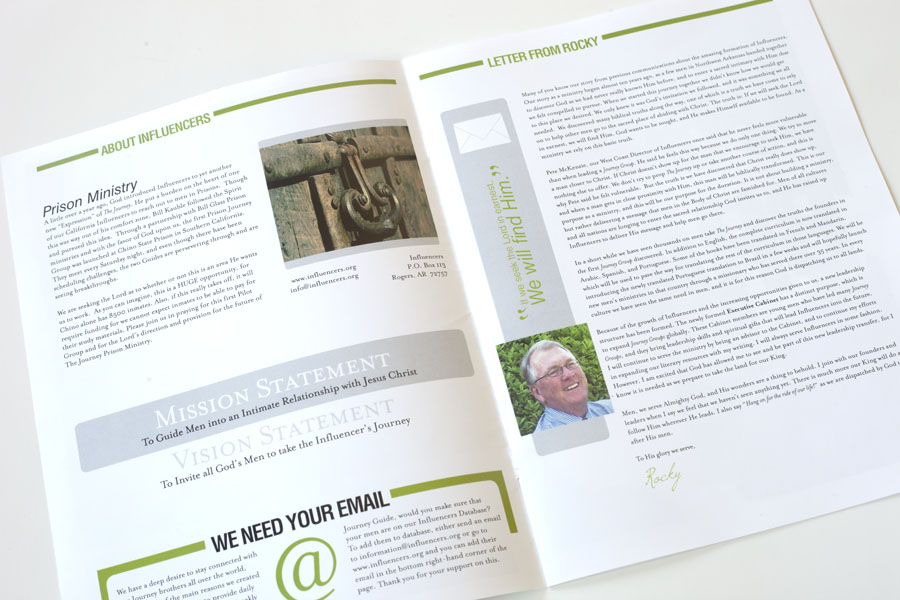 ABOUT INFLUENCERS
Prison Ministry
A little over a year ago, God introduced Influencers to yet another
new "Expression" of The Journey. He put a burden on the heart of one
of our California Influencers to reach out to men in Prisons. Though
this was way out of his comfort zone, Bill Kauble followed the Lord
and pursued this idea. Through a partnership with Bill Glass Prison
ministries and with the favor of God upon us, the first Prison Journey
Group was launched at Chino State Prison in Southern California.
They meet every Saturday night, and even though there have been
scheduling challenges, the two Guides are persevering through and are
seeing breakthroughs.
We are seeking the Lord as to whether or not this is an area He wants
us to work. As you can imagine, this is a HUGE opportunity, for
Chino alone has 8500 inmates. Also, if this really takes off, it will
require funding for we cannot expect inmates to be able to pay for
their study materials. Please join us in praying for this first Pilot
Group and for the Lord's direction and provision for the future of
The Journey Prison Ministry.
www.influencers.org
info@influencers.org
Influencers
P.O. Box 113
Rogers, AR 72757
MISSION STATEMENT
To Guide Men into an Intimate Relationship with Jesus Christ
VISION STATEMENT
To Invite all God's Men to take the Influencer's Journey
WE NEED YOUR EMAIL
We have a deep desire to stay connected with
Journey brothers all over the world.
of the main reasons we created
to provide daily
@
Journey Guide, would you make sure that
your men are on our Influencers Database?
To add them to database, either send an email
to information@influencers.org or go to
www.influencers.org and you can add their
email in the bottom right-hand corner of the
page. Thank you for your support on this.
LETTER FROM ROCKY
Many of you know our story from previous communications about the amazing formation of Influencers.
Our story as a ministry began almost ten years ago, as a few men in Northwest Arkansas banded together
to discover God as we had never really known Him before, and to enter a sacred intimacy with Him that
we felt compelled to pursue. When we started this journey together we didn't know how we would get
to this place we desired. We only knew it was God's invitation we followed, and it was something we all
needed. We discovered many biblical truths along the way, one of which is a truth we have come to rely
on to help other men go to the sacred place of abiding with Christ. The truth is: If we will seek the Lord
in earnest, we will find Him. God wants to be sought, and He makes Himself available to be found. As a
ministry we rely on this basic truth.
Pete McKenzie, our West Coast Director of Influencers once said that he never feels more vulnerable
than when leading a Journey Group. He said he feels this way because we do only one thing. We try to move
a man closer to Christ. If Christ doesn't show up for the man that we encourage to seek Him, we have
nothing else to offer. We don't try to prop The Journey up or take another course of action, and this is
why Pete said he felt vulnerable. But the truth is we have discovered that Christ really does show up,
and when a man gets in close proximity with Him, this man will be biblically transformed. This is our
purpose as a ministry, and this will be our purpose for the duration. It is not about building a ministry,
but rather delivering a message that men in the Body of Christ are famished for. Men of all cultures
and all nations are longing to enter the sacred relationship God issues us to, and He has raised up
Influencers to deliver His message and help men go there.
In a short while we have seen thousands of men take The Journey and discover the truths the founders in
the first Journey Group discovered. In addition to English, the complete curriculum is now translated in
Arabic, Spanish, and Portuguese. Some of the books have been translated in French and Mandarin,
which will be used to pave the way for translating the rest of the curriculum in those languages. We will be
introducing the newly translated Portuguese translation to Brazil in a few weeks and will hopefully launch
new men's ministries in that country through a missionary who has served there over 35 years. In every
culture we have seen the same need in men, and it is for this reason God is dispatching us to all lands.
Because of the growth of Influencers and the increasing opportunities given to us, a new leadership
structure has been formed. The newly formed Executive Cabinet has a distinct purpose, which is
to expand Journey Groups globally. These Cabinet members are young men who have led many Journey
Groups, and they bring leadership skills and spiritual gifts that will lead Influencers into the future.
I will continue to serve the ministry by being an advisor to the Cabinet, and to continue my efforts
in expanding our literary resources with my writing. I will always serve Influencers in some fashion.
However, I am excited that God has allowed me to see and be part of this new leadership transfer, for I
know it is needed as we prepare to take the land for our King.
Men, we serve Almighty God, and His wonders are a thing to behold. I join with our founders and
leaders when I say we feel that we haven't seen anything yet. There is much more our King will do as we
follow Him wherever He leads. I also say "Hang on for the ride of our life!" as we are dispatched by God to go
after His men.
To His glory we serve,
Rocky
"If we seek the Lord in earnest,
We will find Him."